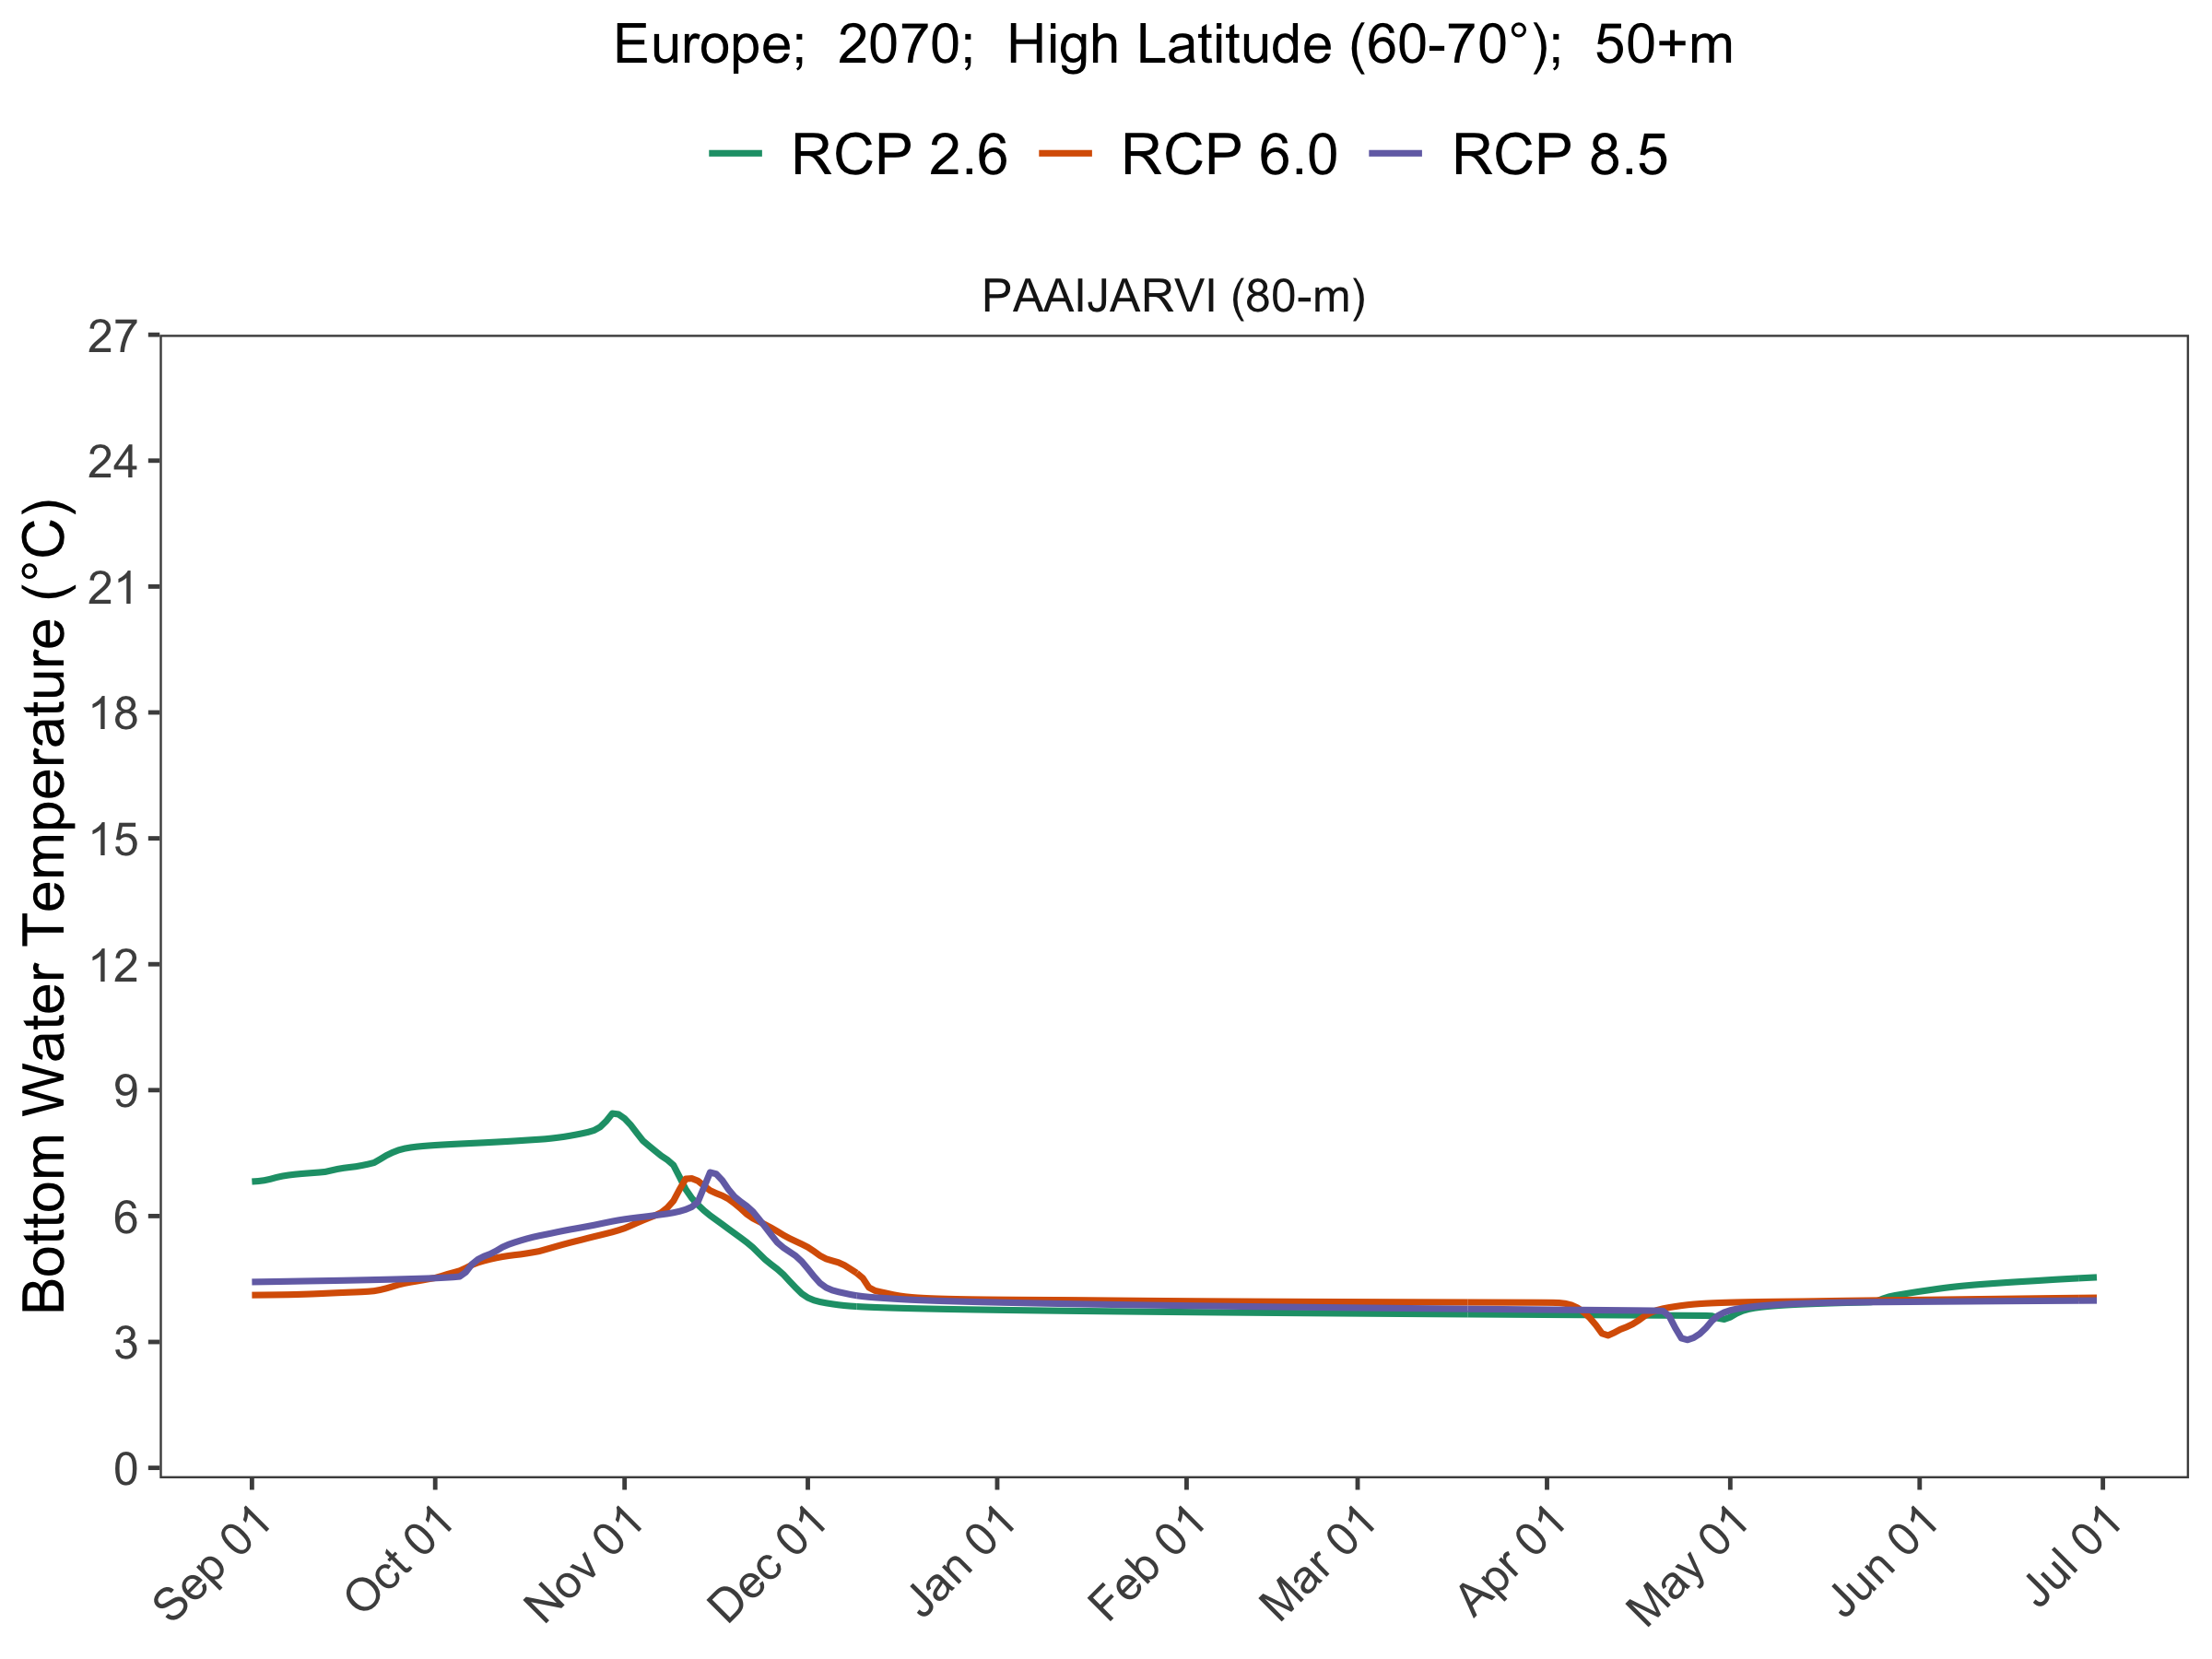 Europe;  2070;  High Latitude (60-70°);  50+m
RCP 2.6 RCP 6.0 RCP 8.5
PAAIJARVI (80-m)
Bottom Water Temperature (°C)
27
24
21
18
15
12
9
6
3
0
Sep 01 Oct 01 Nov 01 Dec 01 Jan 01 Feb 01 Mar 01 Apr 01 May 01 Jun 01 Jul 01